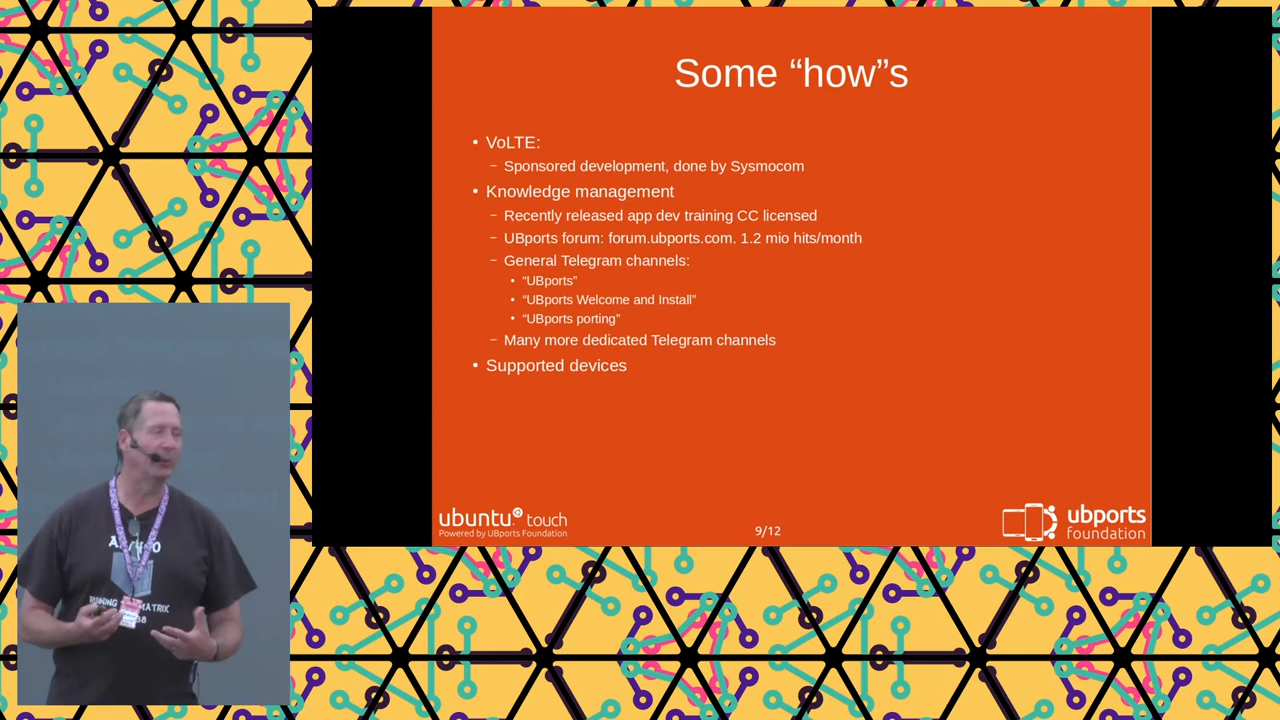 Some “how”s
• VoLTE:
– Sponsored development, done by Sysmocom
• Knowledge management
– Recently released app dev training CC licensed
– UBports forum: forum.ubports.com. 1.2 mio hits/month
– General Telegram channels:
• “UBports”
• “UBports Welcome and Install”
• “UBports porting”
– Many more dedicated Telegram channels
• Supported devices
ubuntu touch
Powered by UBports Foundation
9/12
ubports
foundation